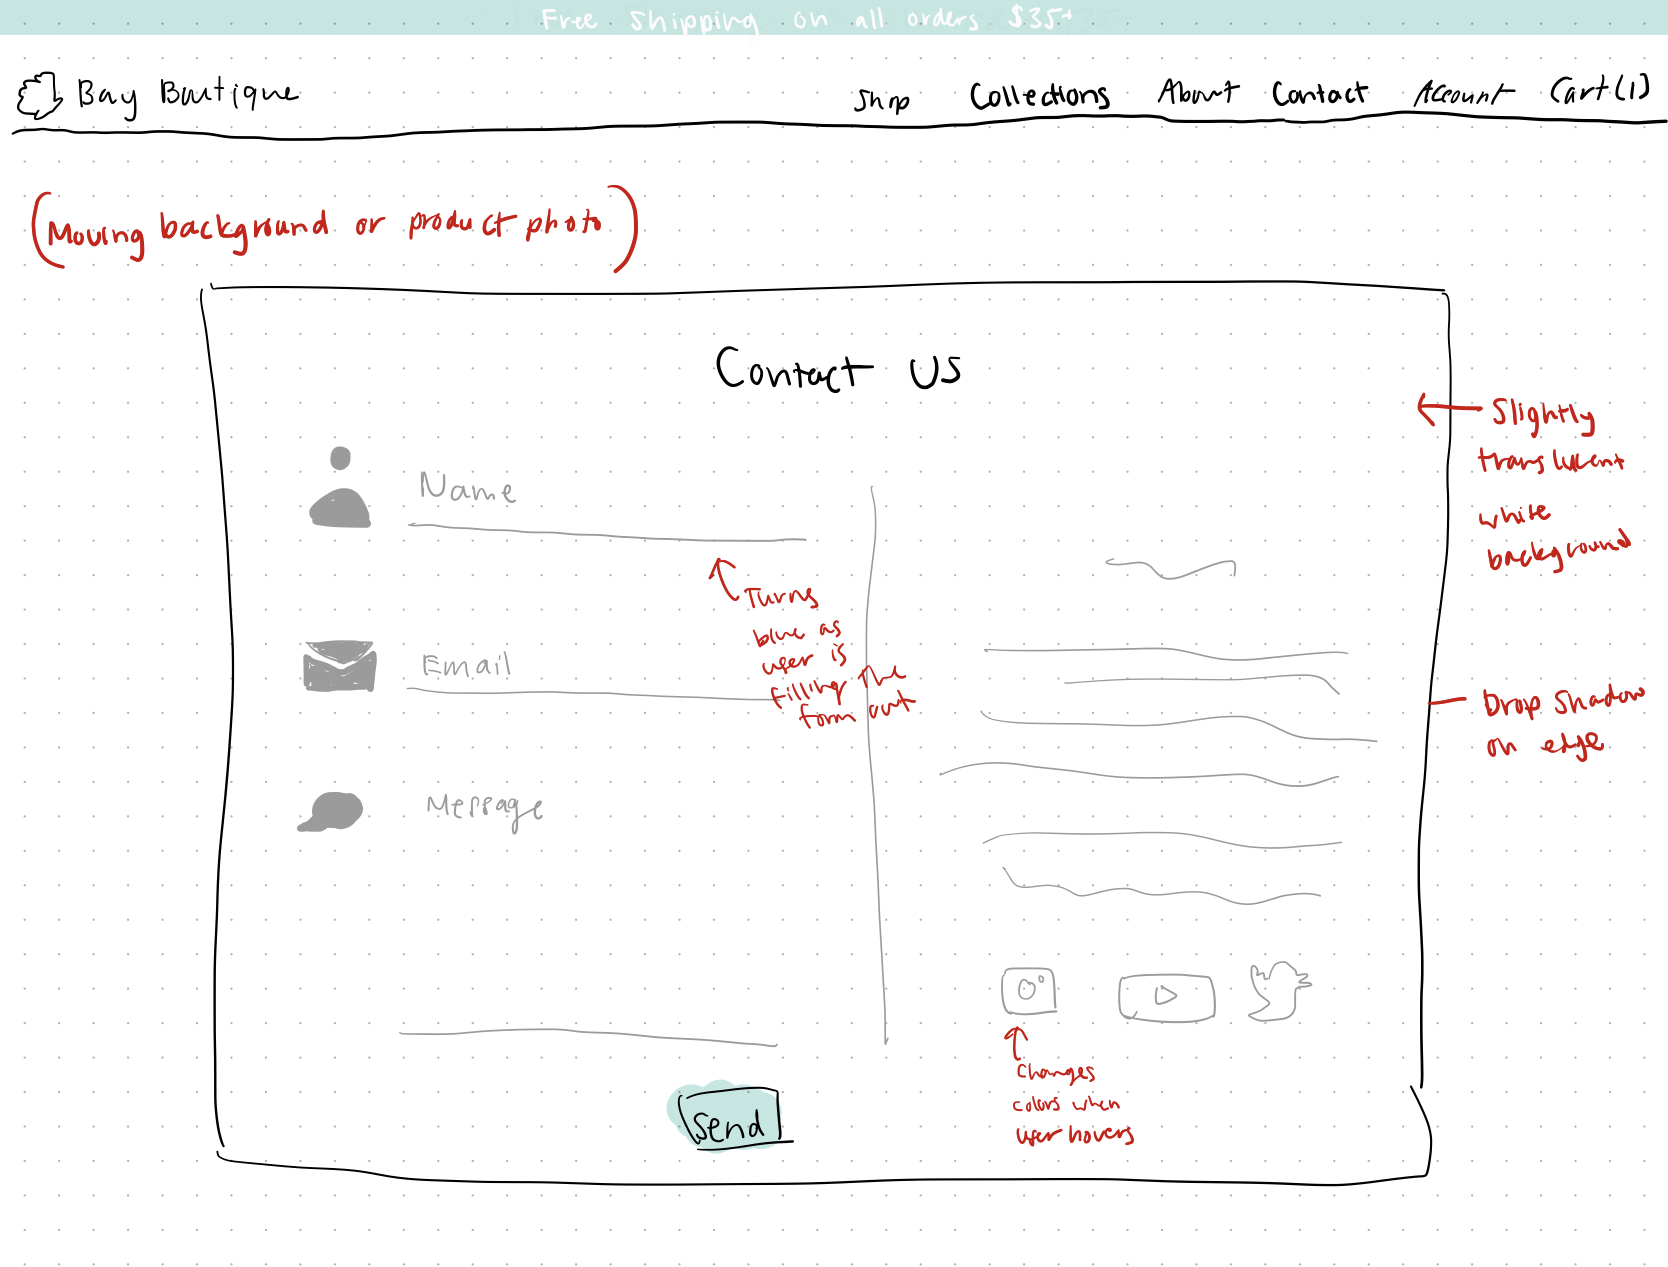 Free Shipping on all orders $35+
Bay Boutique
Shop Collections About Contact Account Cart (1)
(Moving background or product photo)
Contact US
Name
Turns
blue as
user is
filling the
form out
Email
Message
Send
Slightly
translucent
white
background
Drop Shadow
on edge
Changes
colors when
user hovers